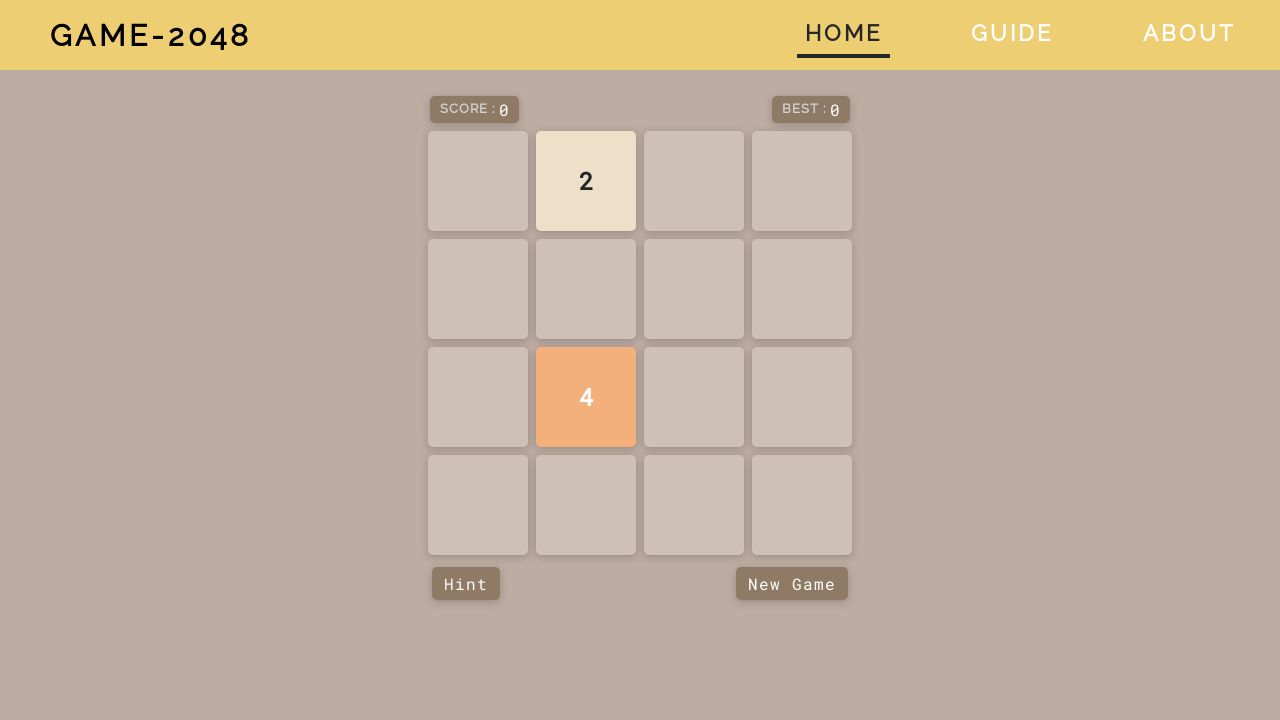 GAME-2048 HOME GUIDE ABOUT
SCORE : 0 BEST : 0
2
4
Hint New Game